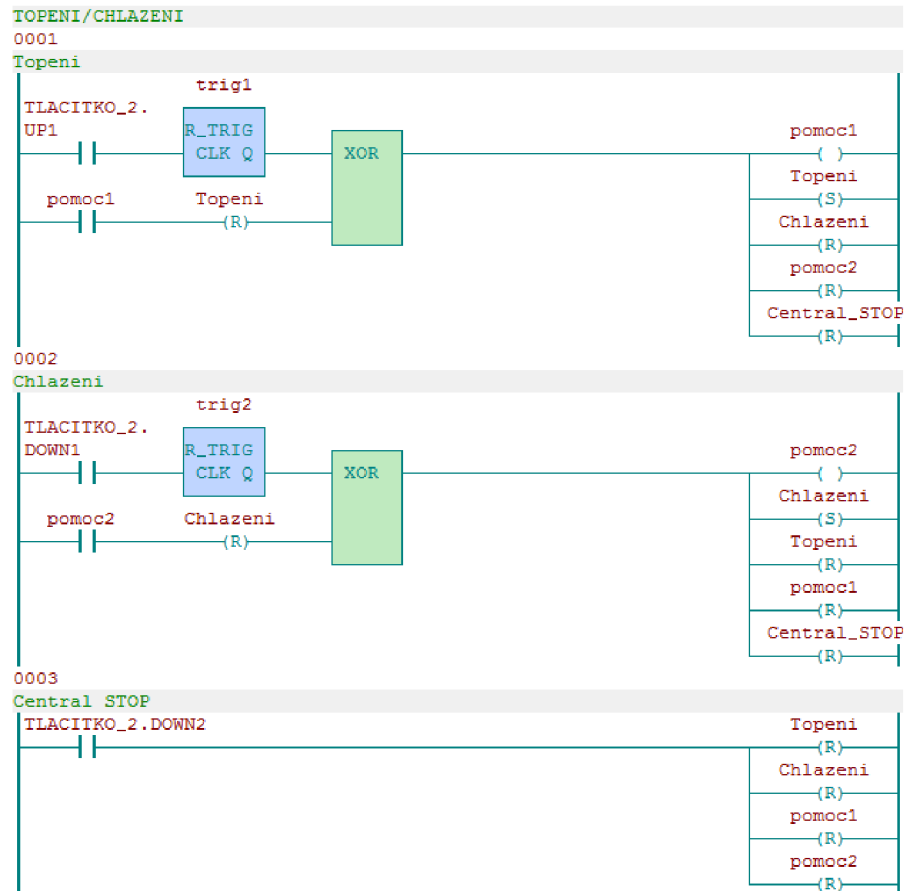 TOPENI/CHLAZENI
0001
Topeni
trig1
TLACITKO_2.
UP1
R_TRIG
CLK Q
XOR
pomoc1
( )
Topeni
(S)
pomoc1
Topeni
(R)
Chlazeni
(R)
pomoc2
(R)
Central_STOP
(R)
0002
Chlazeni
trig2
TLACITKO_2.
DOWN1
R_TRIG
CLK Q
XOR
pomoc2
( )
Chlazeni
(S)
pomoc2
Chlazeni
(R)
Topeni
(R)
pomoc1
(R)
Central_STOP
(R)
0003
Central STOP
TLACITKO_2.DOWN2
Topeni
(R)
Chlazeni
(R)
pomoc1
(R)
pomoc2
(R)